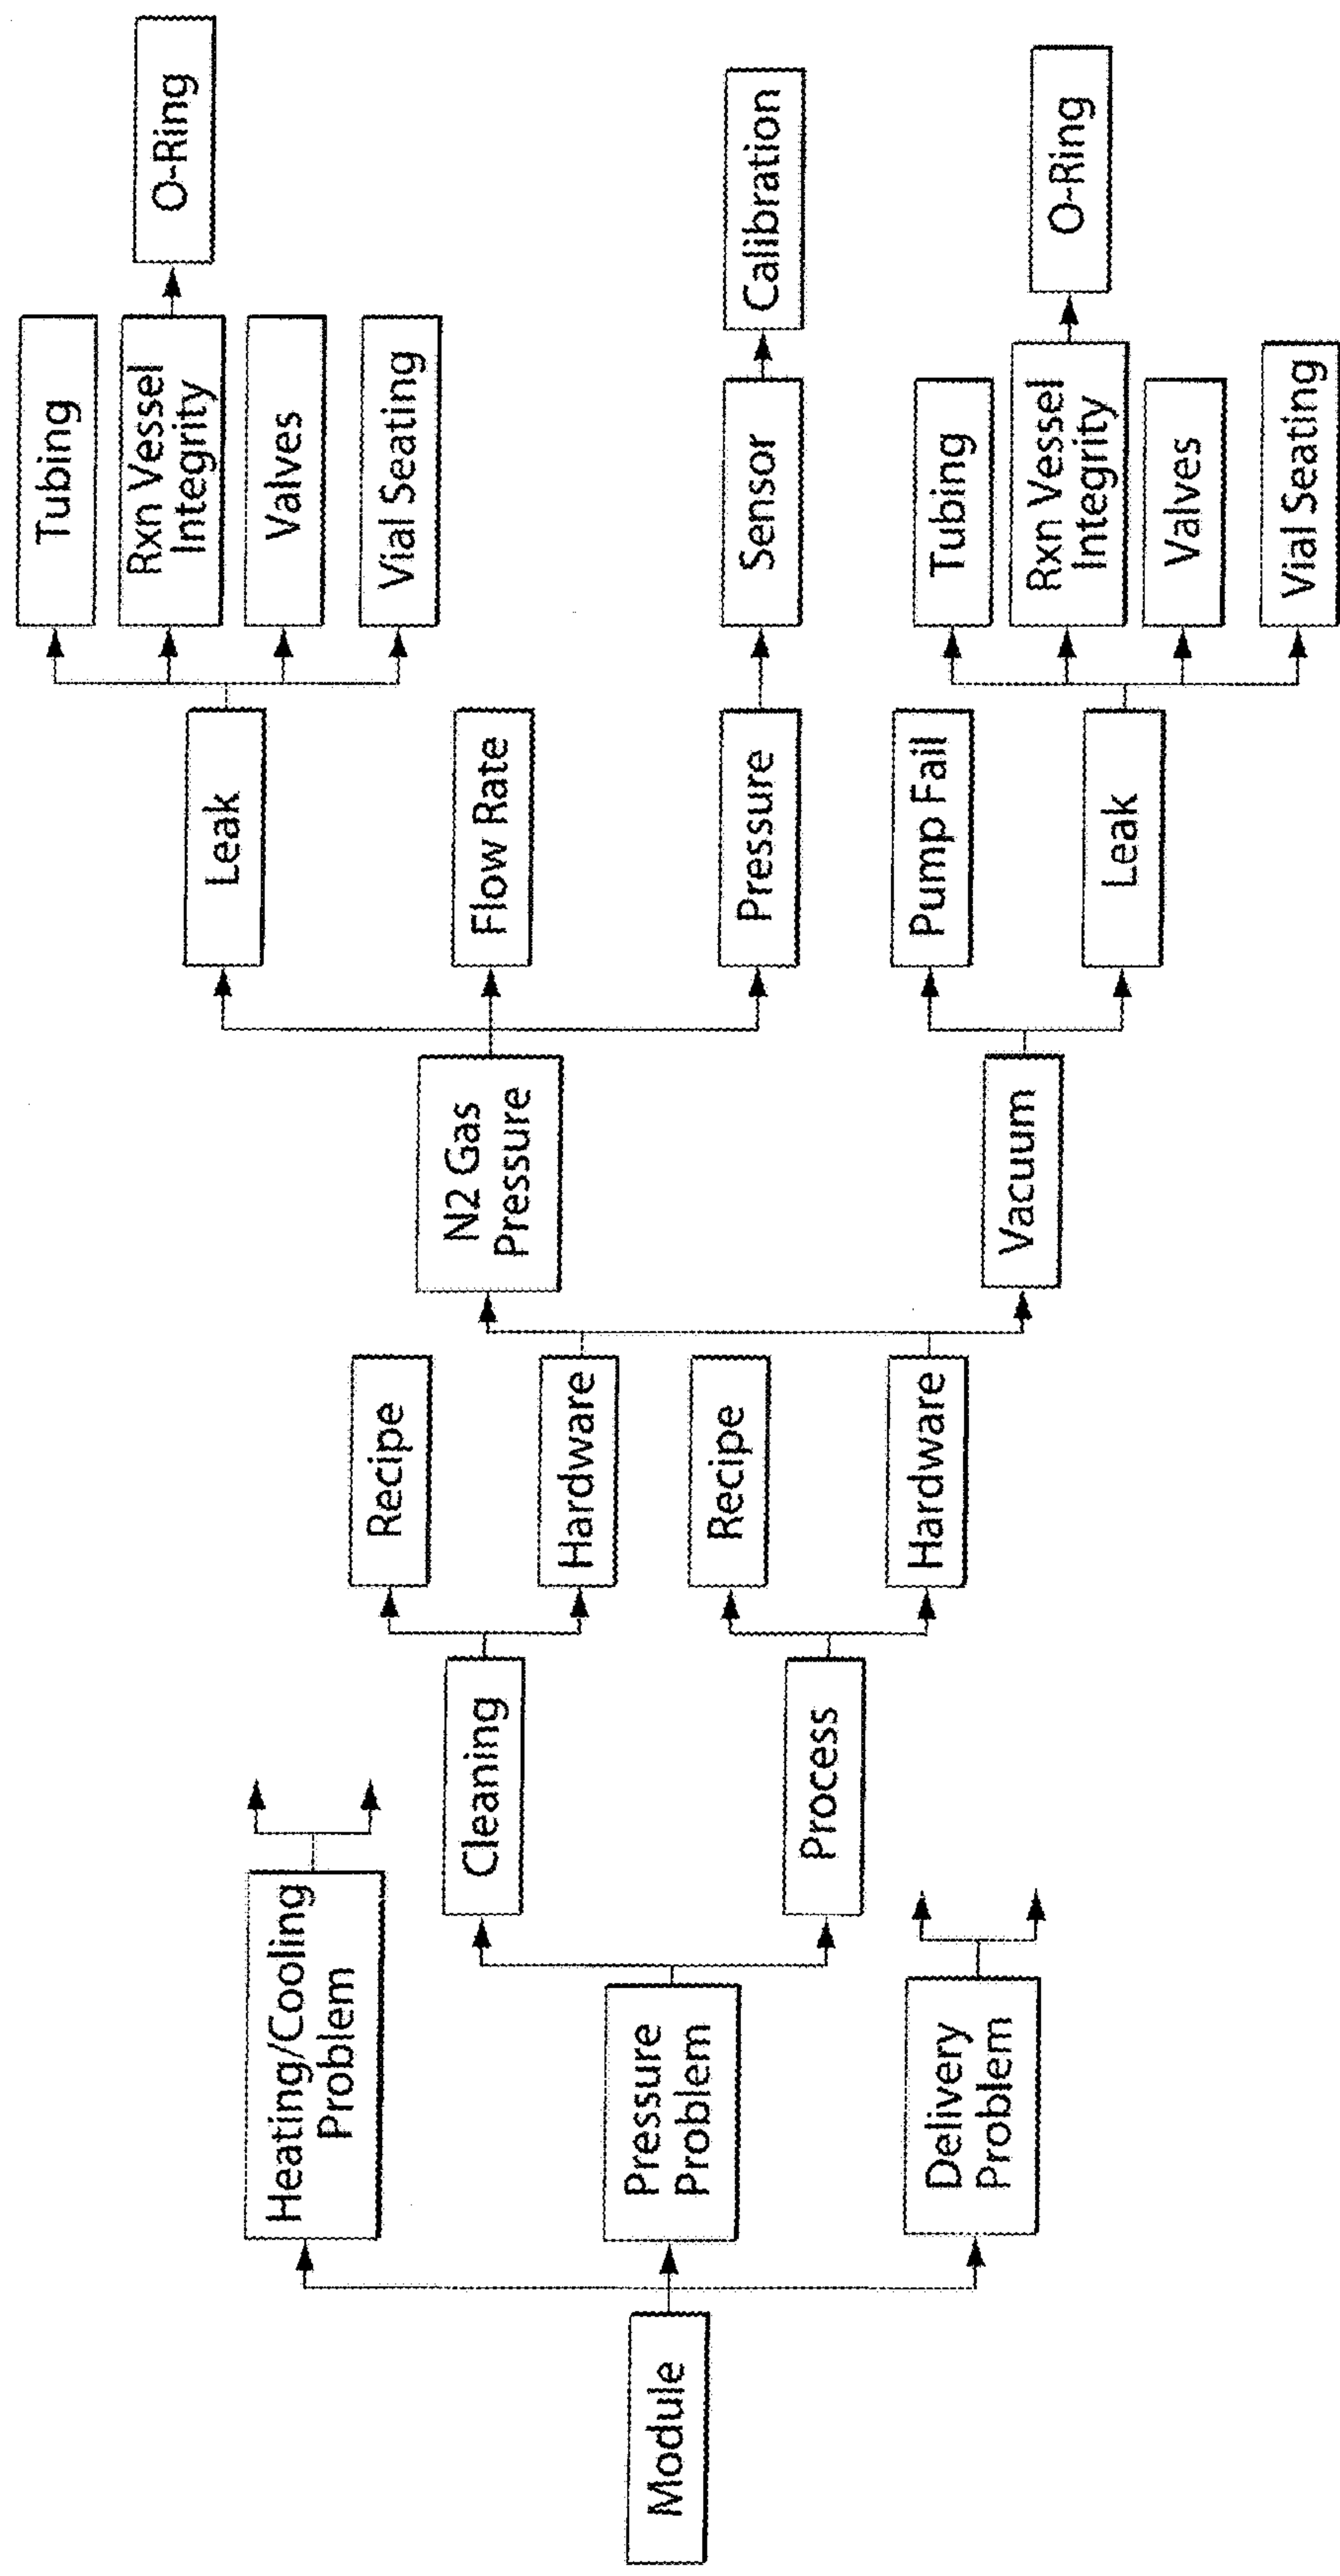 Module
Heating/Cooling
Problem
Pressure
Problem
Delivery
Problem
Cleaning
Process
Recipe
Hardware
Recipe
Hardware
N2 Gas
Pressure
Vacuum
Leak
Flow Rate
Pressure
Pump Fail
Leak
Tubing
Rxn Vessel
Integrity
Valves
Vial Seating
Sensor
Tubing
Rxn Vessel
Integrity
Valves
Vial Seating
O-Ring
Calibration
O-Ring